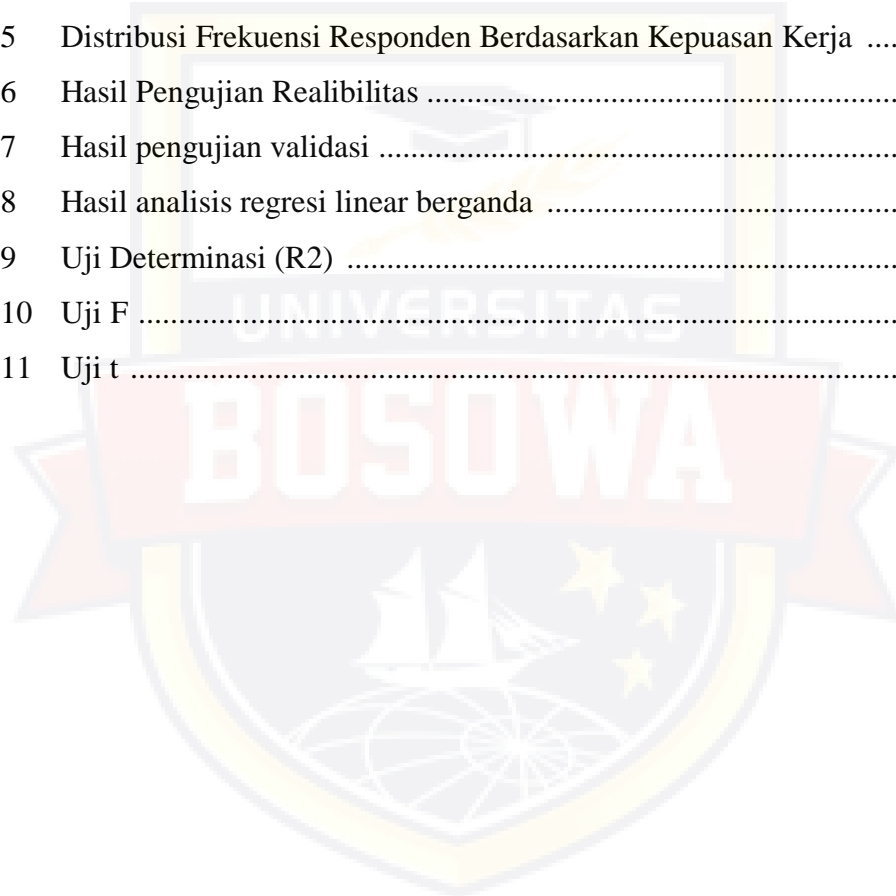 5 Distribusi Frekuensi Responden Berdasarkan Kepuasan Kerja ....
6 Hasil Pengujian Realibilitas ..........................................................
7 Hasil pengujian validasi ................................................................
8 Hasil analisis regresi linear berganda ...........................................
9 Uji Determinasi (R2) ....................................................................
10 Uji F ..............................................................................................
UNIVERSITAS
11 Uji t ...............................................................................................
BOSOWA